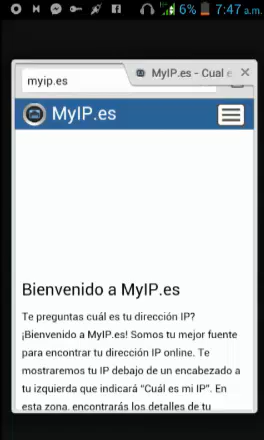 6% 7:47 a.m.
myip.es
MyIP.es - Cual e
MyIP.es
Bienvenido a MyIP.es
Te preguntas cuál es tu dirección IP?
¡Bienvenido a MyIP.es! Somos tu mejor fuente
para encontrar tu dirección IP online. Te
mostraremos tu IP debajo de un encabezado a
tu izquierda que indicará "Cuál es mi IP". En
esta zona, encontrarás los detalles de tu